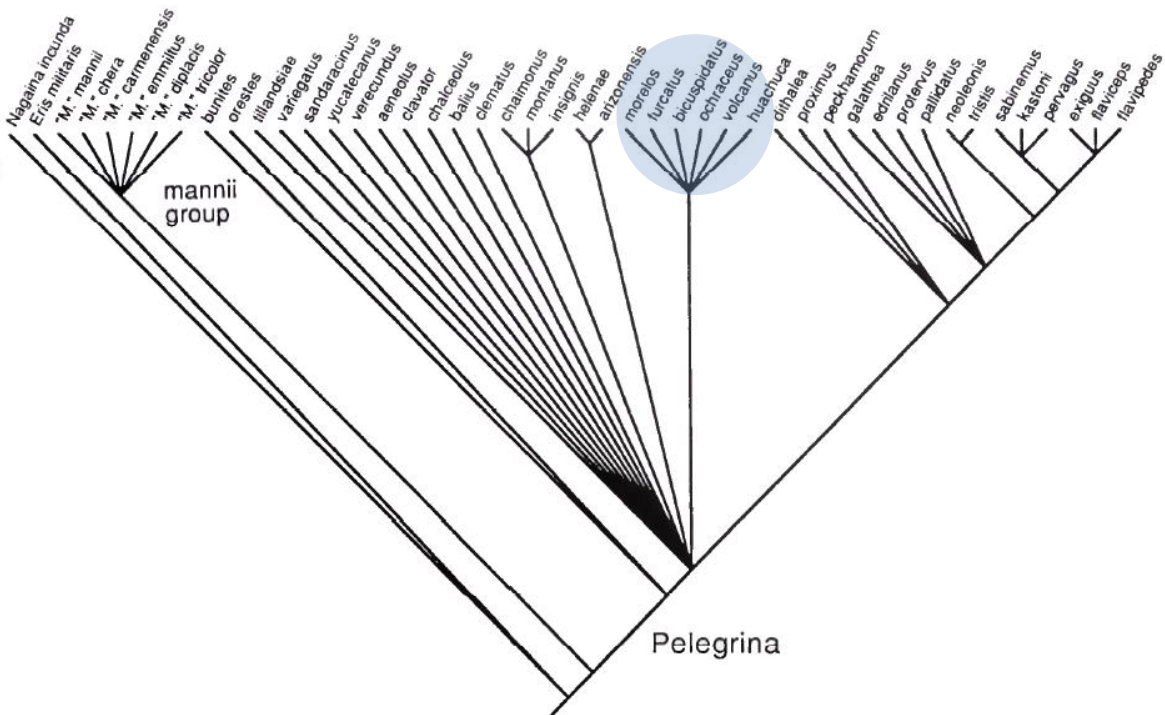 Nagaina incunda
Eris militaris
"M." mannii
"M." chera
"M." carmenensis
"M." emmiltus
"M." diplacis
"M." tricolor
bunites
orestes
tillandsiae
variegatus
sandaracinus
yucatecanus
verecundus
aeneolus
clavator
chalceolus
balius
clematus
chaimonus
montanus
insignis
helenae
arizonensis
morelos
furcatus
bicuspidatus
ochraceus
volcanus
huachuca
dithalea
proximus
peckhamorum
galathea
edrilanus
protervus
pallidatus
neoleonis
tristis
sabinemus
kastoni
pervagus
exiguus
flaviceps
flavipedes
mannii
group
Pelegrina